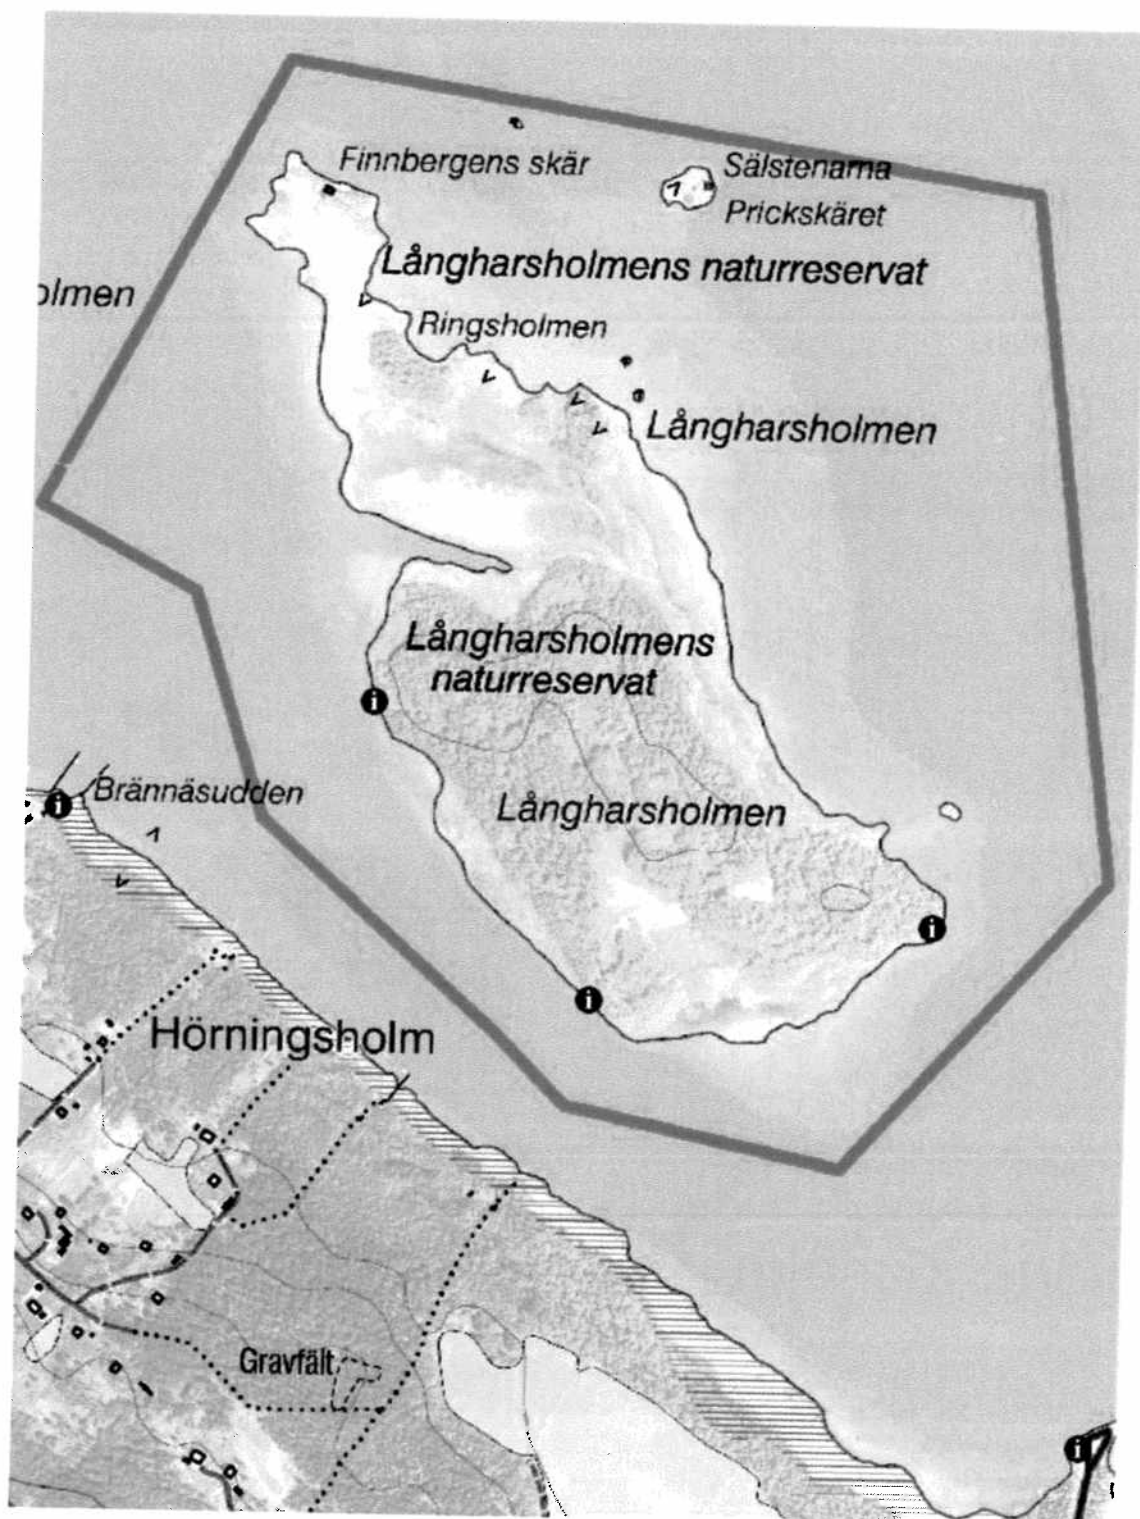 Finnbergens skär
Sälstenarna
Prickskäret
Långharsholmens naturreservat
olmen
Ringsholmen
Långharsholmen
Långharsholmens
naturreservat
i
Brännäsudden
i
Långharsholmen
i
i
Hörningsholm
Gravfält
i